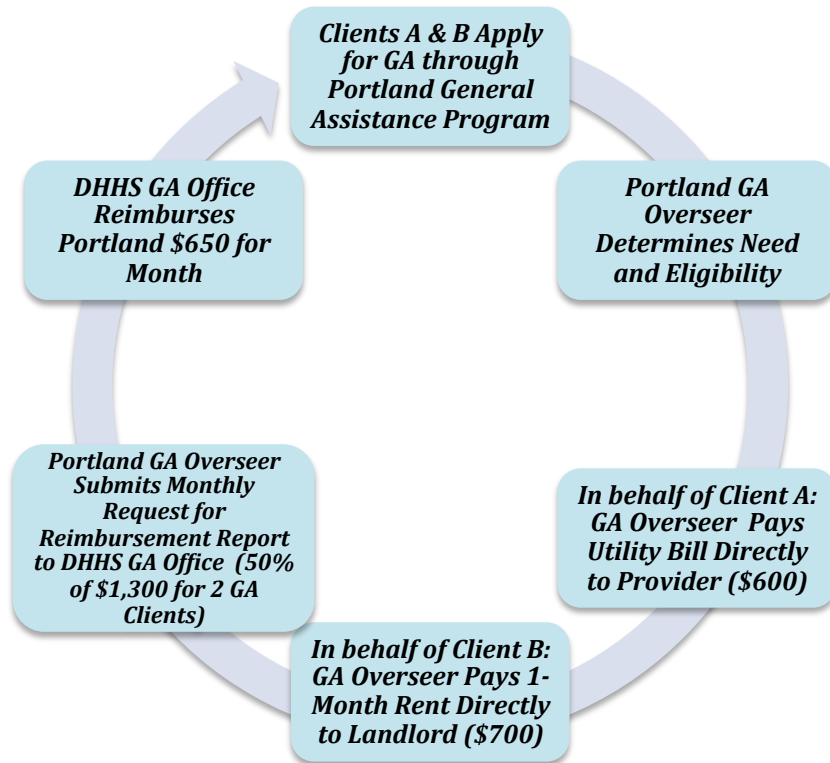 Clients A & B Apply
for GA through
Portland General
Assistance Program
Portland GA
Overseer
Determines Need
and Eligibility
In behalf of Client A:
GA Overseer  Pays
Utility Bill Directly
to Provider ($600)
In behalf of Client B:
GA Overseer Pays 1-
Month Rent Directly
to Landlord ($700)
Portland GA Overseer
Submits Monthly
Request for
Reimbursement Report
to DHHS GA Office  (50%
of $1,300 for 2 GA
Clients)
DHHS GA Office
Reimburses
Portland $650 for
Month